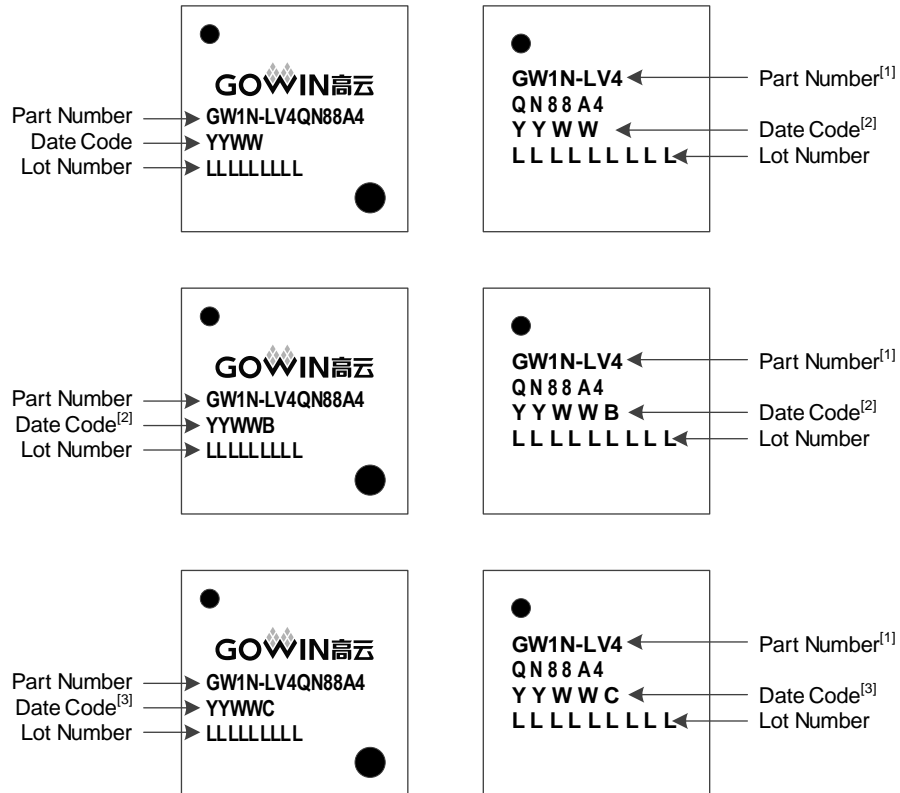 GOWIN高云
Part Number GW1N-LV4QN88A4
Date Code YYWW
Lot Number LLLLLLLLL
GW1N-LV4 Part Number[1]
QN88A4
YYWW Date Code[2]
LLLLLLLLL Lot Number
GOWIN高云
Part Number GW1N-LV4QN88A4
Date Code[2] YYWWB
Lot Number LLLLLLLLL
GW1N-LV4 Part Number[1]
QN88A4
YYWWB Date Code[2]
LLLLLLLLL Lot Number
GOWIN高云
Part Number GW1N-LV4QN88A4
Date Code[3] YYWWC
Lot Number LLLLLLLLL
GW1N-LV4 Part Number[1]
QN88A4
YYWWC Date Code[3]
LLLLLLLLL Lot Number